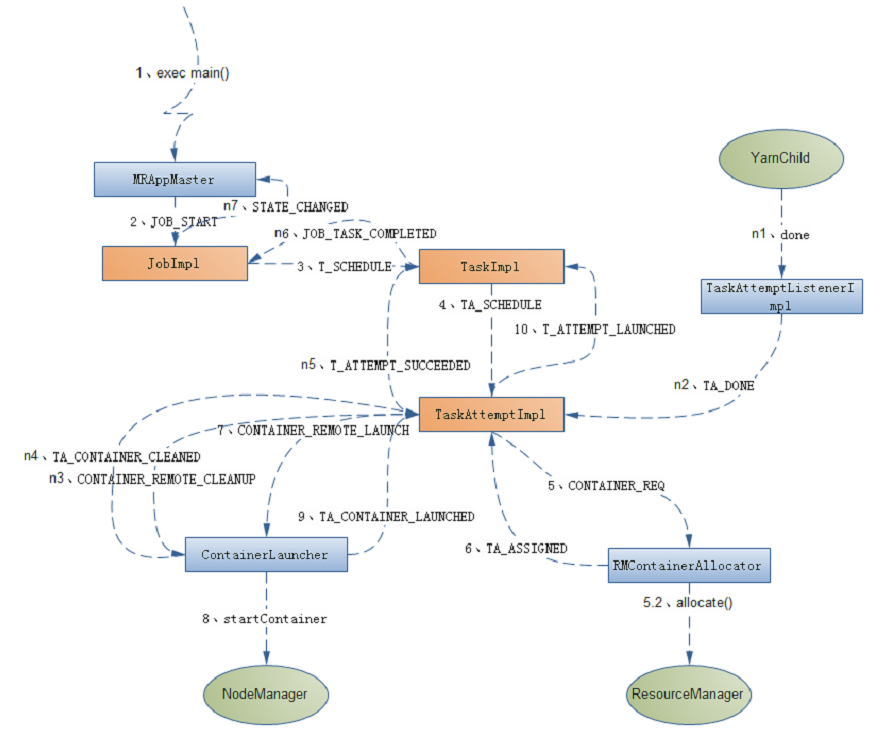 1、exec main()
YarnChild
MRAppMaster
n7、STATE_CHANGED
2、JOB_START
n6、JOB_TASK_COMPLETED
n1、done
JobImpl
3、T_SCHEDULE
TaskImpl
TaskAttemptListenerI
mpl
4、TA_SCHEDULE
10、T_ATTEMPT_LAUNCHED
n5、T_ATTEMPT_SUCCEEDED
n2、TA_DONE
TaskAttemptImpl
7、CONTAINER_REMOTE_LAUNCH
n4、TA_CONTAINER_CLEANED
n3、CONTAINER_REMOTE_CLEANUP
5、CONTAINER_REQ
9、TA_CONTAINER_LAUNCHED
6、TA_ASSIGNED
ContainerLauncher
RMContainerAllocator
5.2、allocate()
8、startContainer
NodeManager
ResourceManager